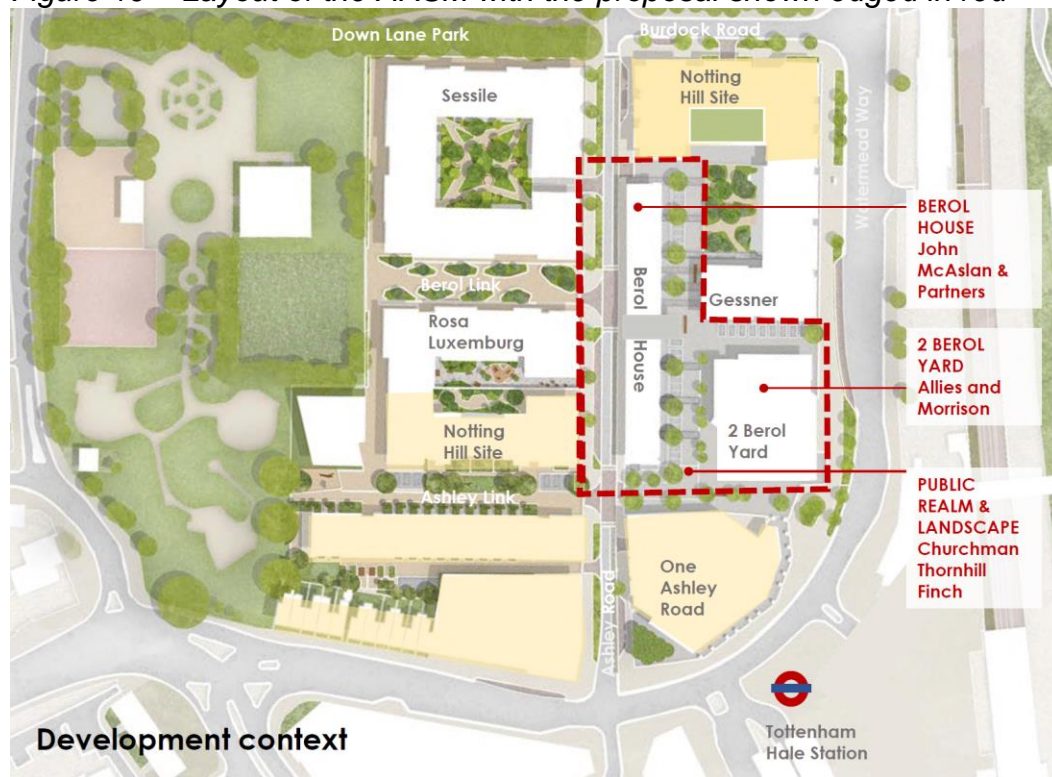 Layout of the with the proposal shown edged in red
Down Lane Park
Burdock Road
Sessile
Notting
Hill Site
Watermead Way
BEROL
HOUSE
John
McAslan &
Partners
Berol Link
Berol
House
Gessner
Rosa
Luxemburg
2 BEROL
YARD
Allies and
Morrison
Notting
Hill Site
2 Berol
Yard
Ashley Link
PUBLIC
REALM &
LANDSCAPE
Churchman
Thornhill
Finch
One
Ashley
Road
Ashley Road
Development context
Tottenham
Hale Station